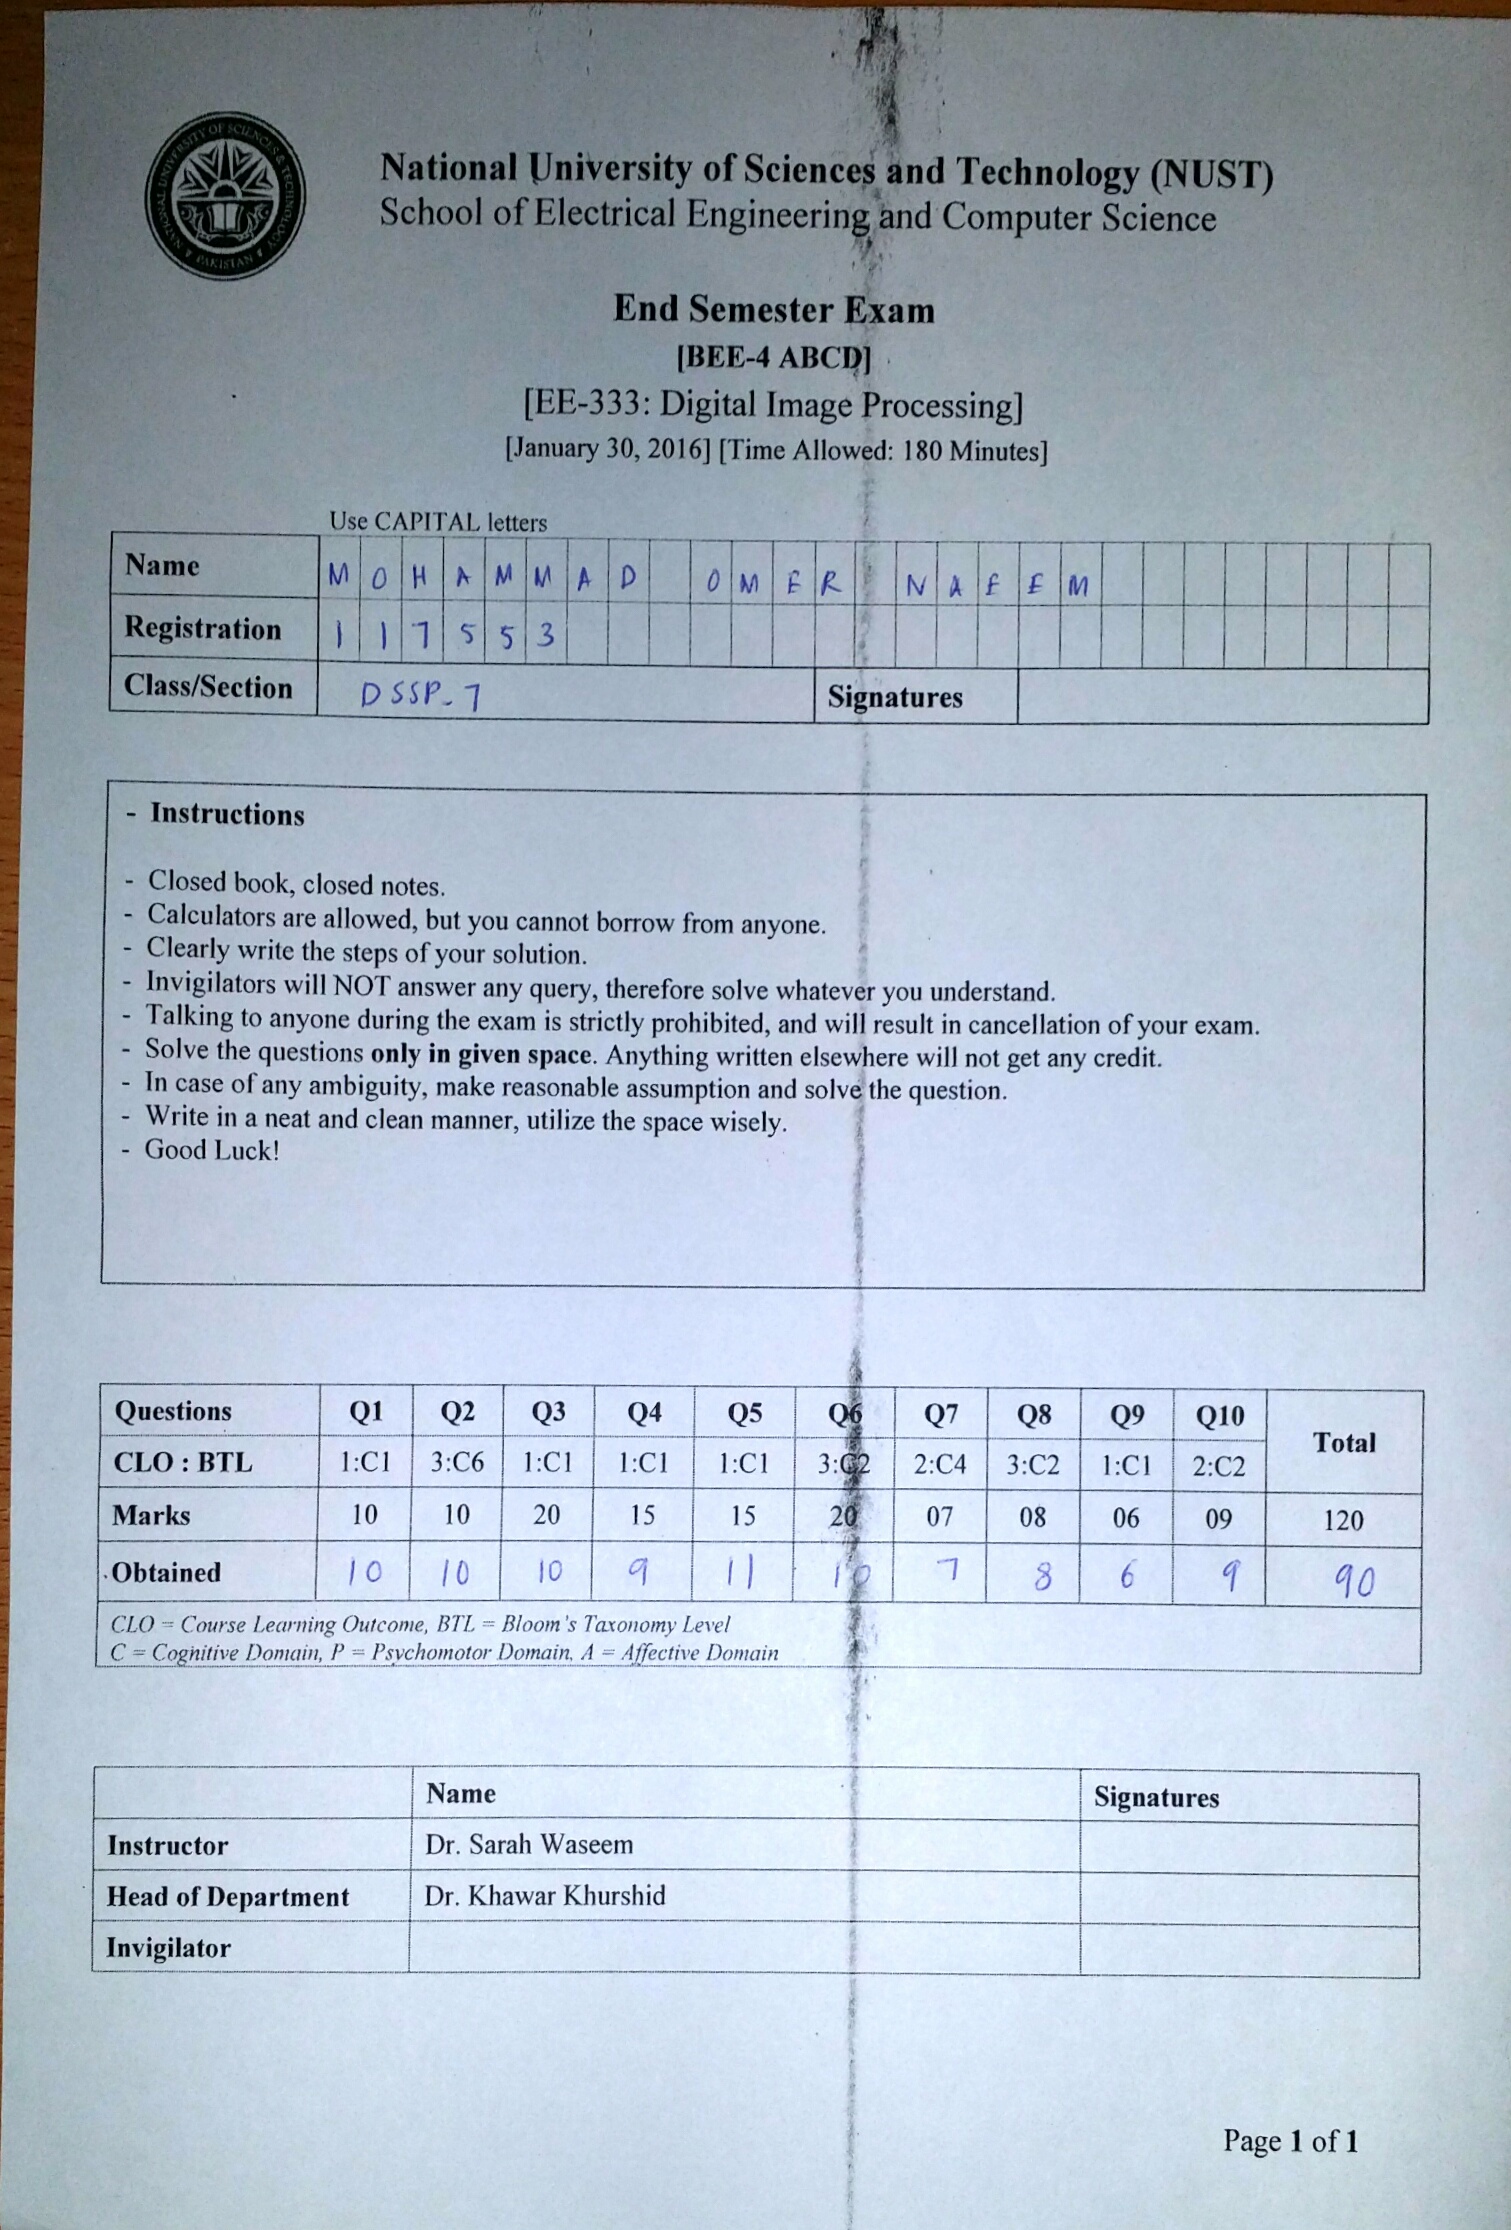 NATIONAL UNIVERSITY OF SCIENCES & TECHNOLOGY
PAKISTAN
National University of Sciences and Technology (NUST)
School of Electrical Engineering and Computer Science
End Semester Exam
[BEE-4 ABCD]
[EE-333: Digital Image Processing]
[January 30, 2016] [Time Allowed: 180 Minutes]
Use CAPITAL letters
Name MOHAMMAD OMER NAEEM
Registration 117553
Class/Section DSSP-7 Signatures
- Instructions
- Closed book, closed notes.
- Calculators are allowed, but you cannot borrow from anyone.
- Clearly write the steps of your solution.
- Invigilators will NOT answer any query, therefore solve whatever you understand.
- Talking to anyone during the exam is strictly prohibited, and will result in cancellation of your exam.
- Solve the questions only in given space. Anything written elsewhere will not get any credit.
- In case of any ambiguity, make reasonable assumption and solve the question.
- Write in a neat and clean manner, utilize the space wisely.
- Good Luck!
Questions Q1 Q2 Q3 Q4 Q5 Q6 Q7 Q8 Q9 Q10 Total
CLO : BTL 1:C1 3:C6 1:C1 1:C1 1:C1 3:C2 2:C4 3:C2 1:C1 2:C2
Marks 10 10 20 15 15 20 07 08 06 09 120
Obtained 10 10 10 9 11 10 7 8 6 9 90
CLO = Course Learning Outcome, BTL = Bloom's Taxonomy Level
C = Cognitive Domain, P = Psychomotor Domain, A = Affective Domain
Name Signatures
Instructor Dr. Sarah Waseem
Head of Department Dr. Khawar Khurshid
Invigilator
Page 1 of 1